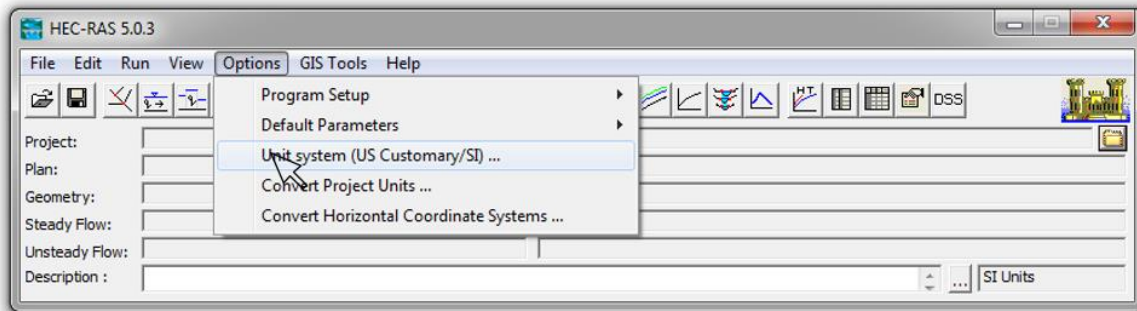 HEC-RAS 5.0.3
File Edit Run View Options GIS Tools Help
HT DSS
Program Setup
Default Parameters
Unit system (US Customary/SI) ...
Convert Project Units ...
Convert Horizontal Coordinate Systems ...
Project:
Plan:
Geometry:
Steady Flow:
Unsteady Flow:
Description : ... SI Units